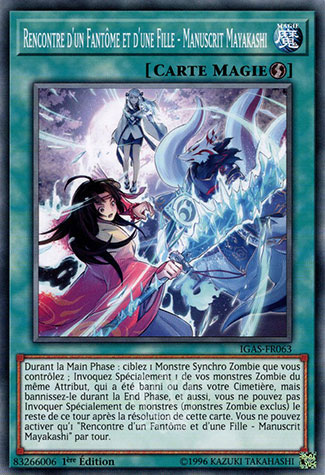 Rencontre d'un Fantôme et d'une Fille - Manuscrit Mayakashi
MAGIE
魔
[Carte Magie]
IGAS-FR063
Durant la Main Phase : ciblez 1 Monstre Synchro Zombie que vous
contrôlez ; Invoquez Spécialement 1 de vos monstres Zombie du
même Attribut, qui a été banni ou dans votre Cimetière, mais
bannissez-le durant la End Phase, et aussi, vous ne pouvez pas
Invoquer Spécialement de monstres (monstres Zombie exclus) le
reste de ce tour après la résolution de cette carte. Vous ne pouvez
activer qu'1 "Rencontre d'un Fantôme et d'une Fille - Manuscrit
Mayakashi" par tour.
83266006 1ère Édition ©1996 KAZUKI TAKAHASHI